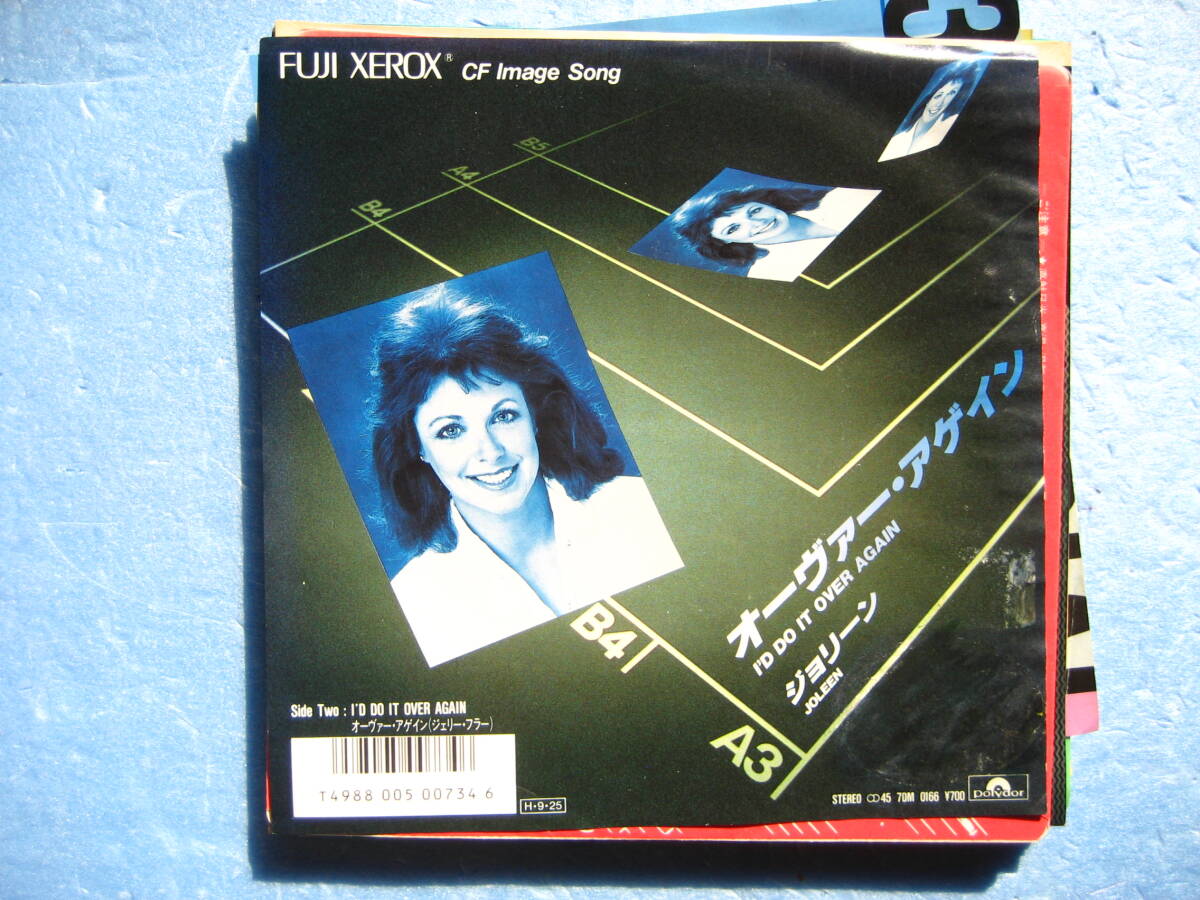 FUJI XEROX® CF Image Song
B5
A4
B4
オーヴァー・アゲイン
I'D DO IT OVER AGAIN
ジョリーン
JOLEEN
B4
A3
Side Two : I'D DO IT OVER AGAIN
オーヴァー・アゲイン(ジェリー・フラー)
T4988 005 00734 6
H・9・25
STEREO 45 7DM 0166 ¥700
Polydor